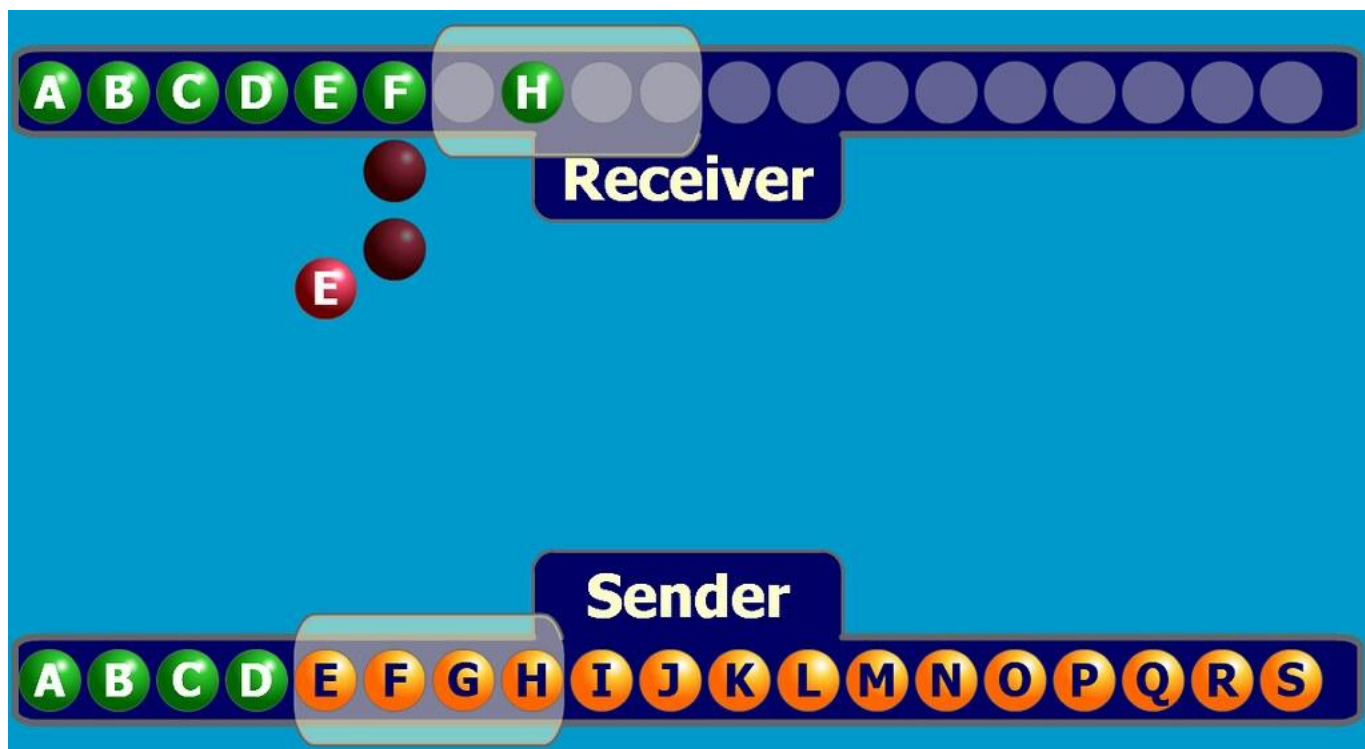 A B C D E F H
Receiver
E
Sender
A B C D E F G H I J K L M N O P Q R S